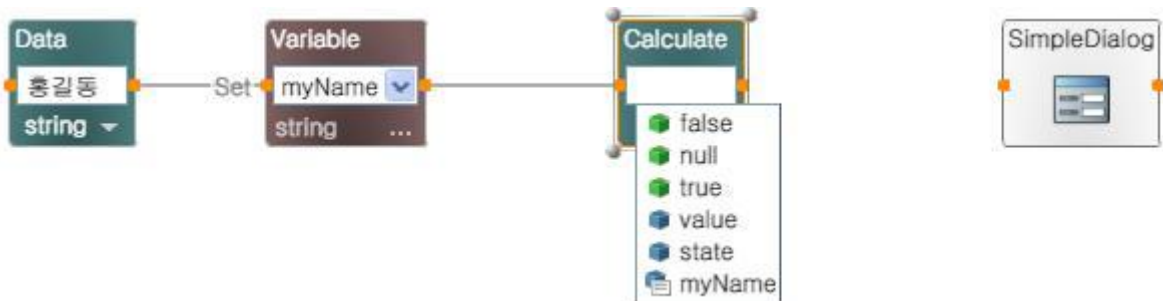 Data
홍길동
string
Set
Variable
myName
string ...
Calculate
false
null
true
value
state
myName
SimpleDialog